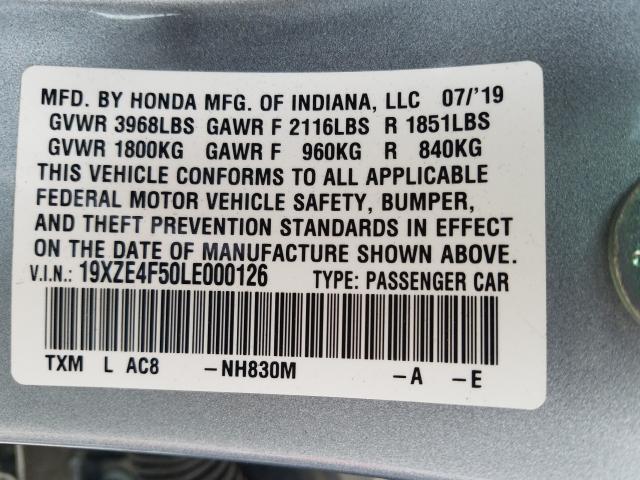 MFD. BY HONDA MFG. OF INDIANA, LLC 07/'19
GVWR 3968LBS GAWR F 2116LBS R 1851LBS
GVWR 1800KG GAWR F 960KG R 840KG
THIS VEHICLE CONFORMS TO ALL APPLICABLE
FEDERAL MOTOR VEHICLE SAFETY, BUMPER,
AND THEFT PREVENTION STANDARDS IN EFFECT
ON THE DATE OF MANUFACTURE SHOWN ABOVE.
V.I.N.: 19XZE4F50LE000126 TYPE: PASSENGER CAR
TXM L AC8 -NH830M -A -E